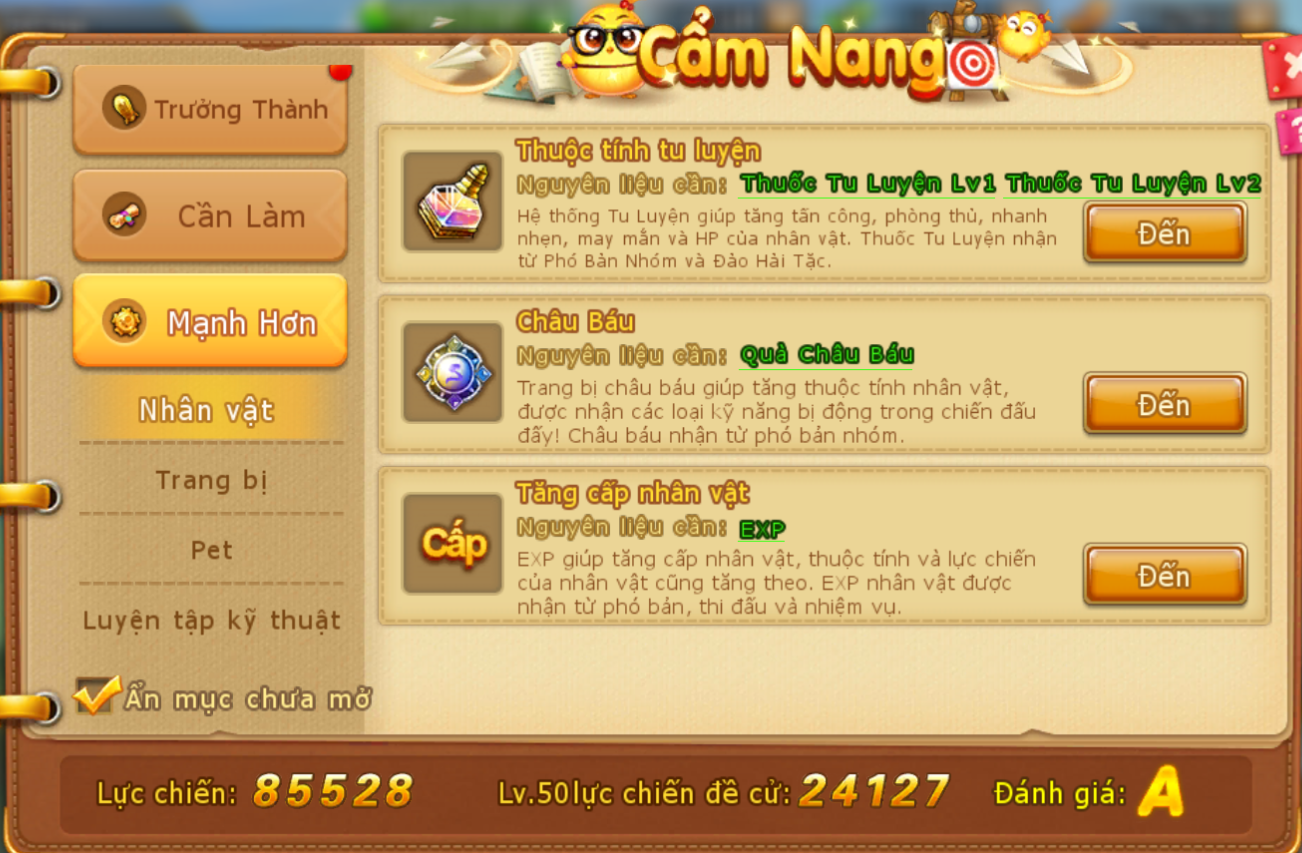 Cẩm Nang
Trưởng Thành
Cần Làm
Mạnh Hơn
Nhân vật
Trang bị
Pet
Luyện tập kỹ thuật
Ẩn mục chưa mở
Thuộc tính tu luyện
Nguyên liệu cần: Thuốc Tu Luyện Lv1 Thuốc Tu Luyện Lv2
Hệ thống Tu Luyện giúp tăng tấn công, phòng thủ, nhanh
nhẹn, may mắn và HP của nhân vật. Thuốc Tu Luyện nhận
từ Phó Bản Nhóm và Đảo Hải Tặc.
Đến
Châu Báu
Nguyên liệu cần: Quà Châu Báu
Trang bị châu báu giúp tăng thuộc tính nhân vật,
được nhận các loại kỹ năng bị động trong chiến đấu
đấy! Châu báu nhận từ phó bản nhóm.
Đến
Cấp
Tăng cấp nhân vật
Nguyên liệu cần: EXP
EXP giúp tăng cấp nhân vật, thuộc tính và lực chiến
của nhân vật cũng tăng theo. EXP nhân vật được
nhận từ phó bản, thi đấu và nhiệm vụ.
Đến
Lực chiến: 85528 Lv.50lực chiến đề cử: 24127 Đánh giá: A